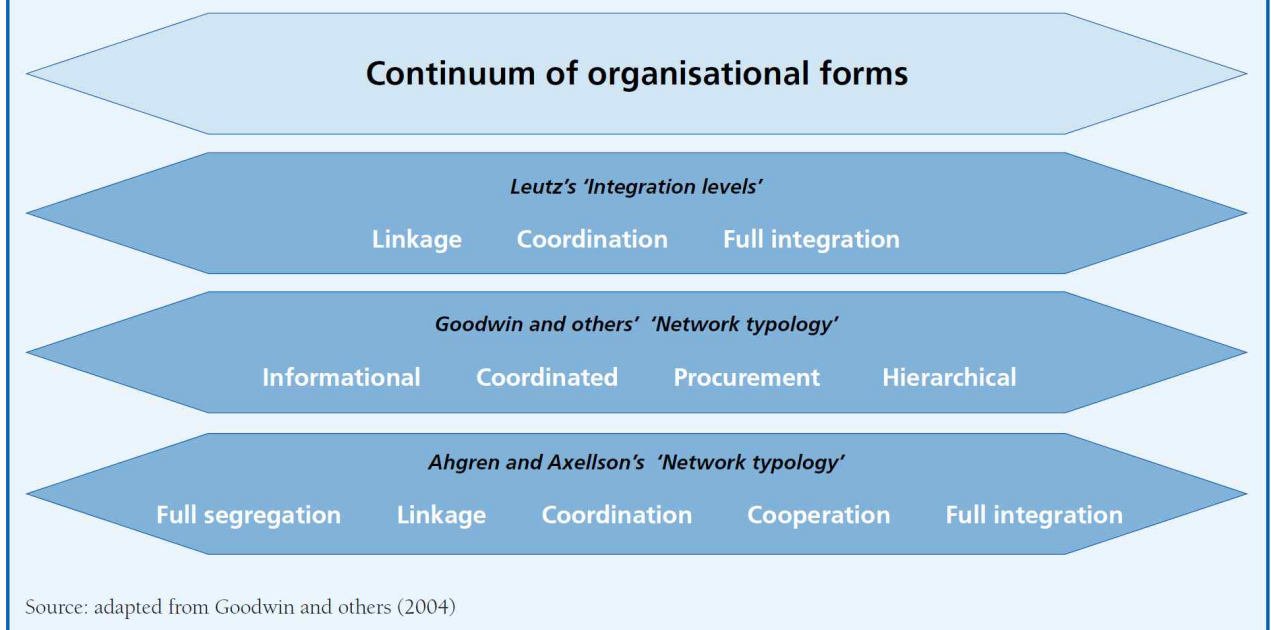 Continuum of organisational forms
Leutz’s ‘Integration levels’
Linkage Coordination Full integration
Goodwin and others’ ‘Network typology’
Informational Coordinated Procurement Hierarchical
Ahgren and Axellson’s ‘Network typology’
Full segregation Linkage Coordination Cooperation Full integration
Source: adapted from Goodwin and others (2004)